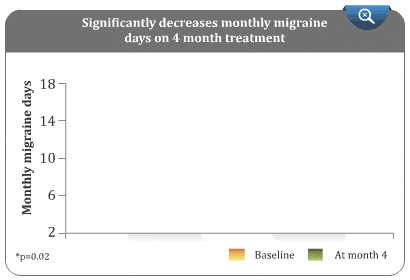 Significantly decreases monthly migraine
days on 4 month treatment
Monthly migraine days
18
14
10
6
2
*p=0.02
Baseline
At month 4